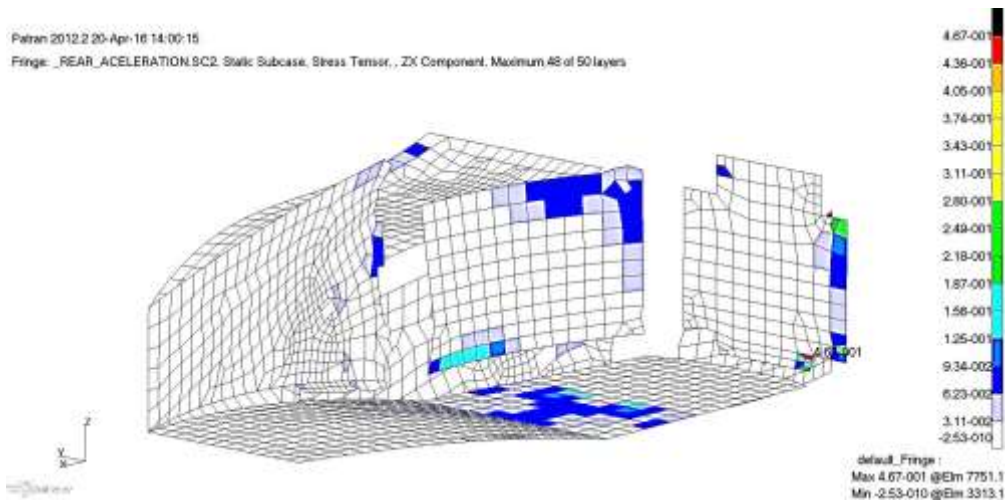 Patran 2012.2 20-Apr-16 14:00:15
Fringe: _REAR_ACELERATION.SC2, Static Subcase, Stress Tensor, , ZX Component, Maximum 48 of 50 layers
4.67-001
4.36-001
4.05-001
3.74-001
3.43-001
3.11-001
2.80-001
2.49-001
2.18-001
1.87-001
1.56-001
1.25-001
9.34-002
6.23-002
3.11-002
-2.53-010
4.67-001
Z
Y
X
default_Fringe :
Max 4.67-001 @Elm 7751.1
Min -2.53-010 @Elm 3313.1